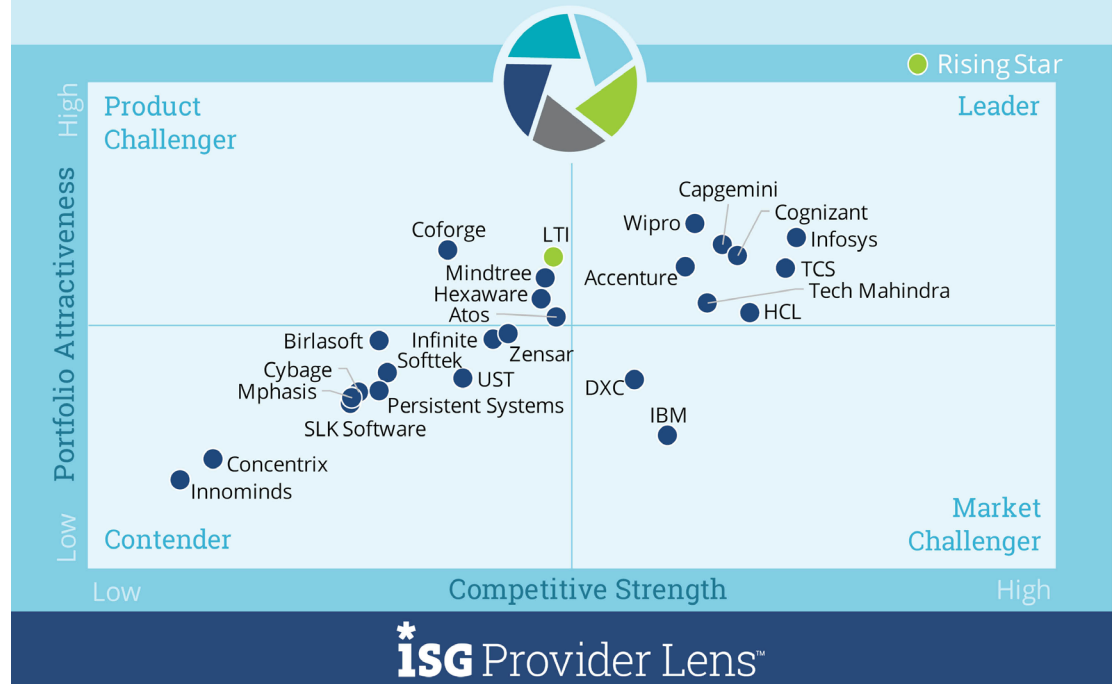 Rising Star
High
Product
Challenger
Leader
Portfolio Attractiveness
Capgemini
Wipro
Cognizant
Coforge
LTI
Infosys
Mindtree
Accenture
TCS
Hexaware
Tech Mahindra
Atos
HCL
Birlasoft
Infinite
Zensar
Softtek
Cybage
UST
Mphasis
DXC
Persistent Systems
IBM
SLK Software
Concentrix
Innominds
Low
Contender
Market
Challenger
Low
Competitive Strength
High
*ISG Provider Lens™